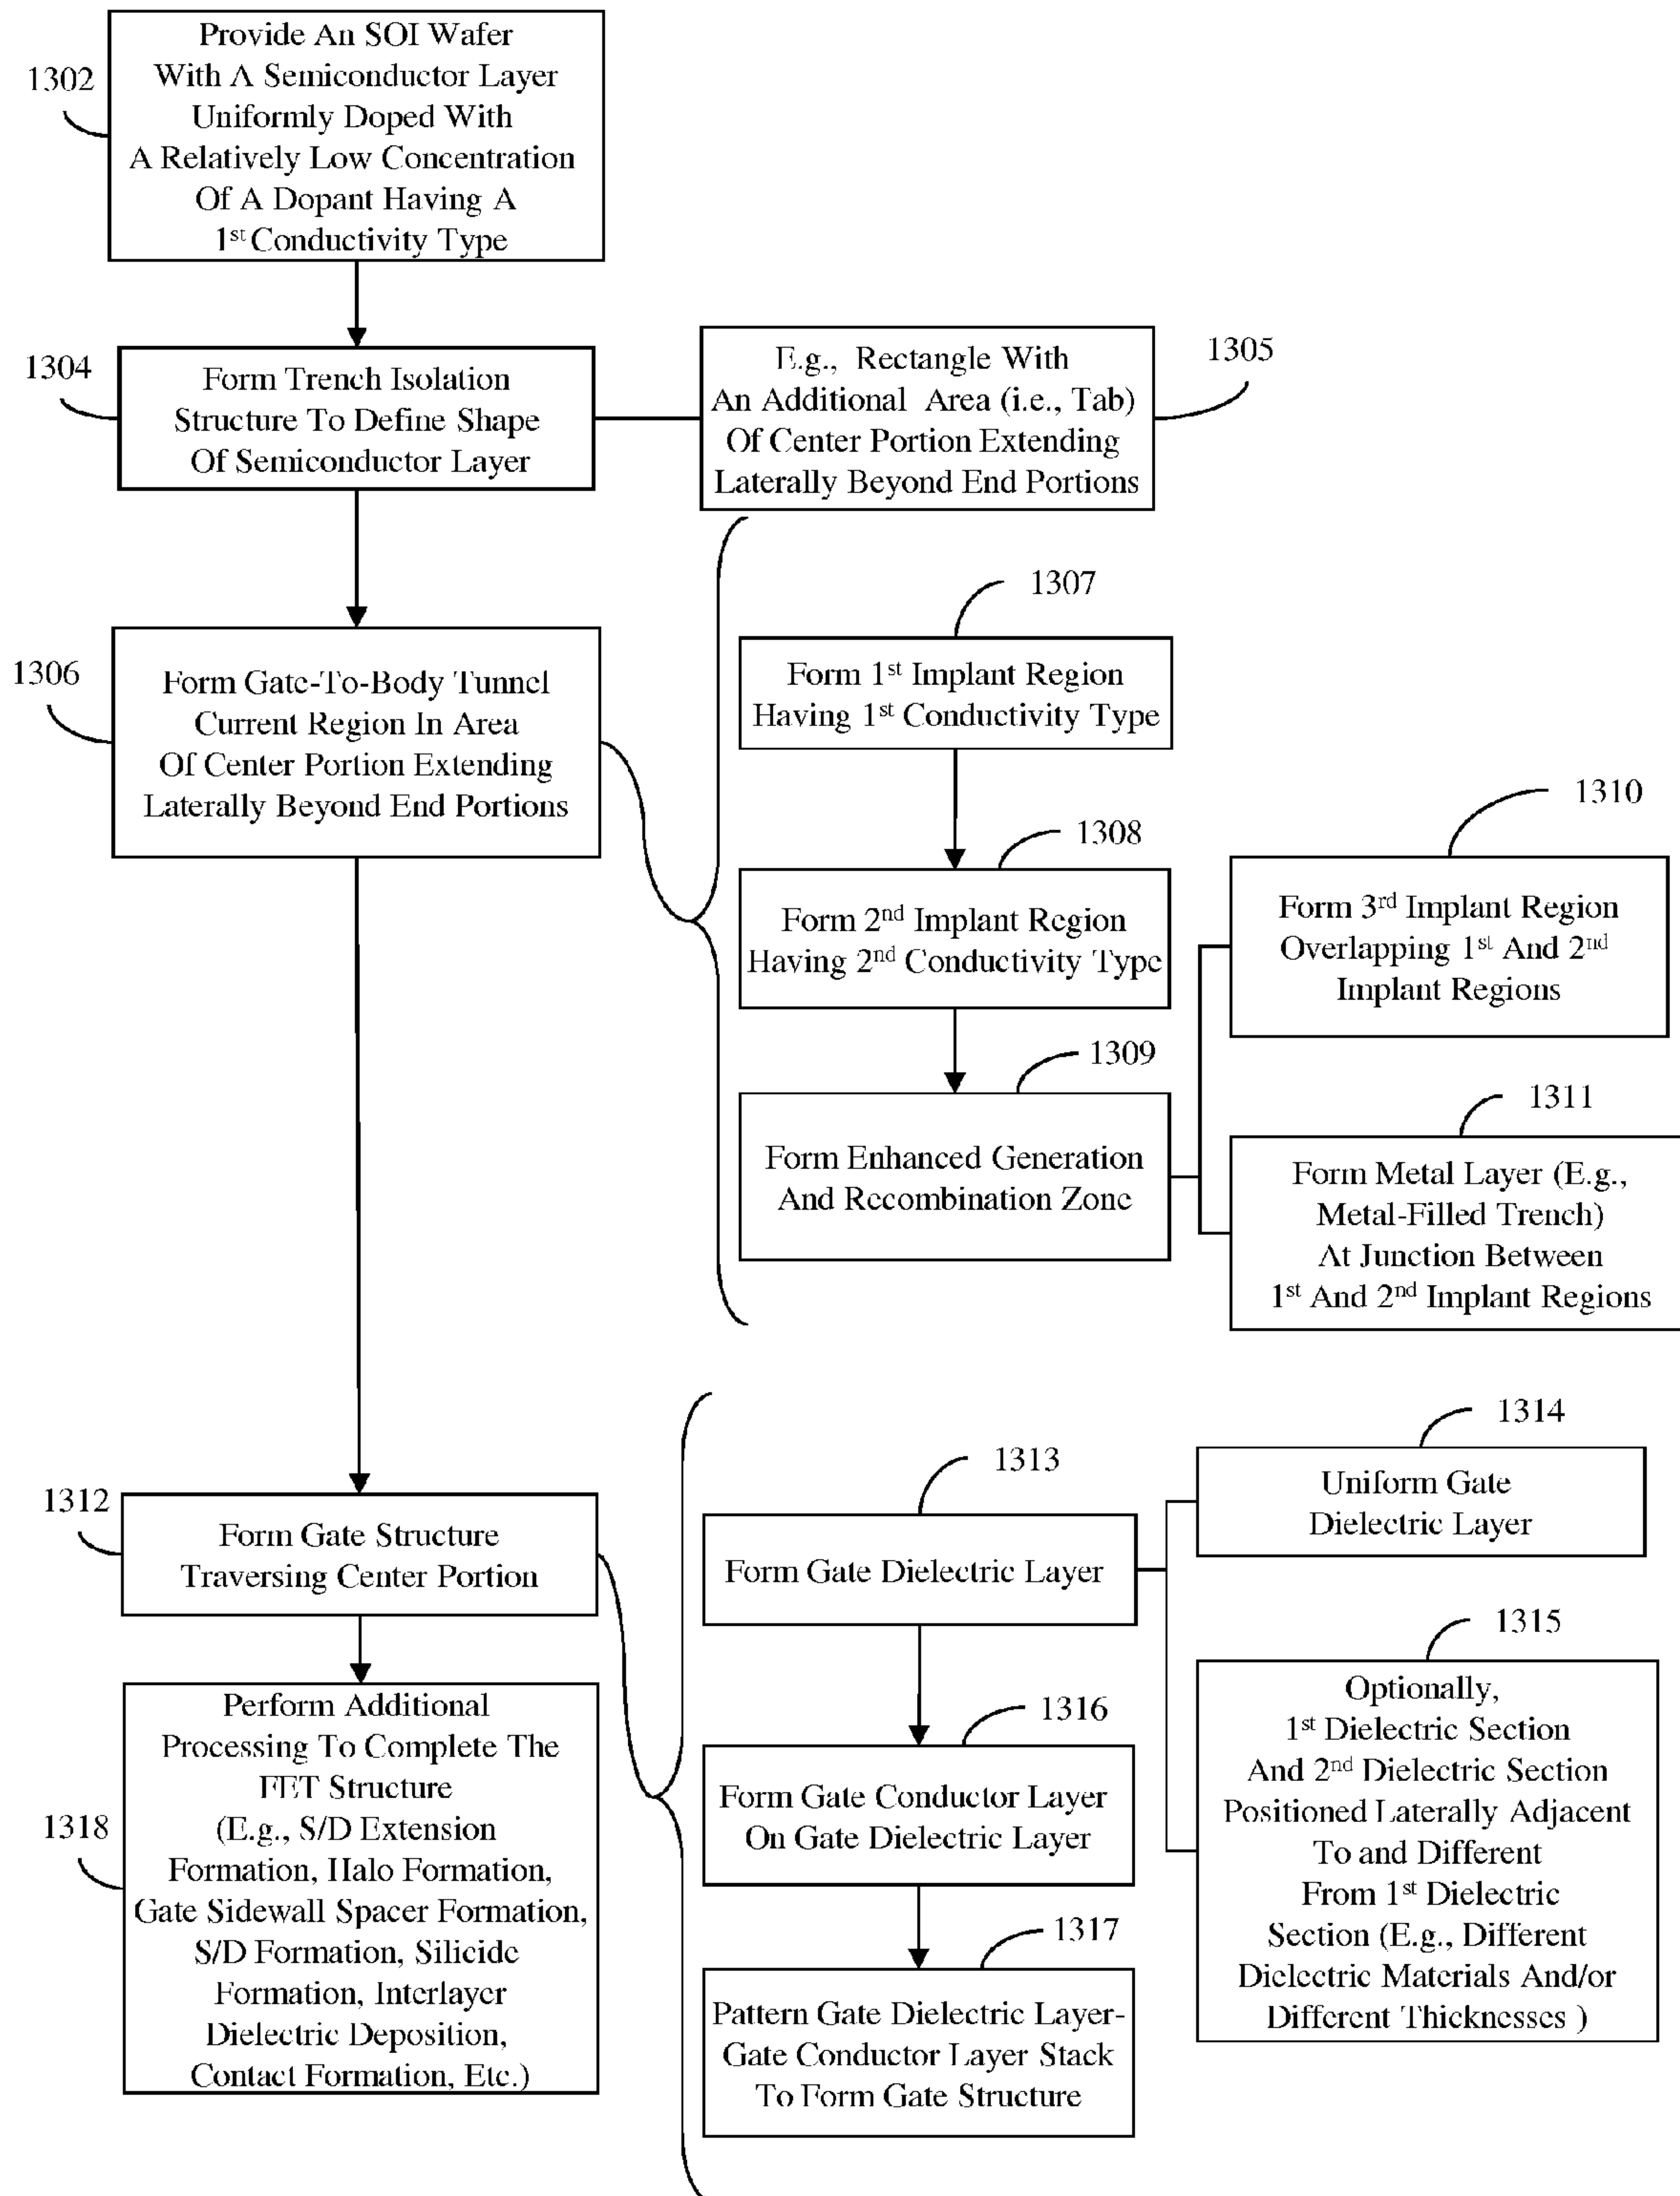 1302
Provide An SOI Wafer
With A Semiconductor Layer
Uniformly Doped With
A Relatively Low Concentration
Of A Dopant Having A
1st Conductivity Type
1304
Form Trench Isolation
Structure To Define Shape
Of Semiconductor Layer
E.g., Rectangle With
An Additional Area (i.e., Tab)
Of Center Portion Extending
Laterally Beyond End Portions
1305
1306
Form Gate-To-Body Tunnel
Current Region In Area
Of Center Portion Extending
Laterally Beyond End Portions
1307
Form 1st Implant Region
Having 1st Conductivity Type
1308
Form 2nd Implant Region
Having 2nd Conductivity Type
1309
Form Enhanced Generation
And Recombination Zone
1310
Form 3rd Implant Region
Overlapping 1st And 2nd
Implant Regions
1311
Form Metal Layer (E.g.,
Metal-Filled Trench)
At Junction Between
1st And 2nd Implant Regions
1312
Form Gate Structure
Traversing Center Portion
1313
Form Gate Dielectric Layer
1314
Uniform Gate
Dielectric Layer
1315
Optionally,
1st Dielectric Section
And 2nd Dielectric Section
Positioned Laterally Adjacent
To and Different
From 1st Dielectric
Section (E.g., Different
Dielectric Materials And/or
Different Thicknesses )
1316
Form Gate Conductor Layer
On Gate Dielectric Layer
1317
Pattern Gate Dielectric Layer-
Gate Conductor Layer Stack
To Form Gate Structure
1318
Perform Additional
Processing To Complete The
FET Structure
(E.g., S/D Extension
Formation, Halo Formation,
Gate Sidewall Spacer Formation,
S/D Formation, Silicide
Formation, Interlayer
Dielectric Deposition,
Contact Formation, Etc.)